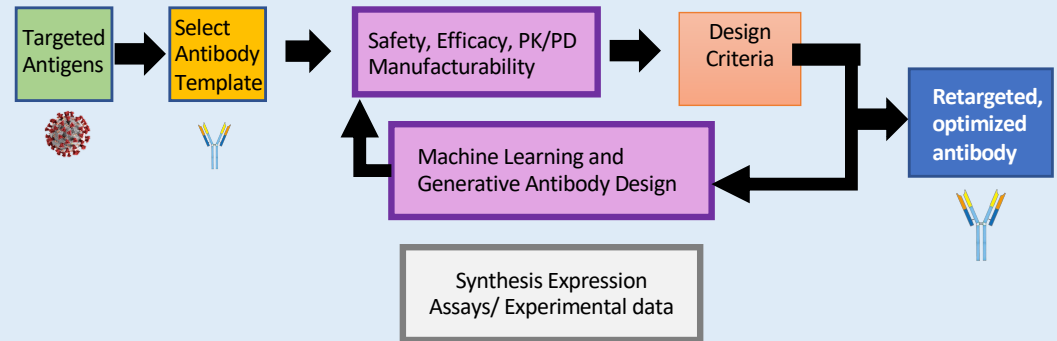 Targeted
Antigens
Select
Antibody
Template
Safety, Efficacy, PK/PD
Manufacturability
Design
Criteria
Retargeted,
optimized
antibody
Machine Learning and
Generative Antibody Design
Synthesis Expression
Assays/ Experimental data